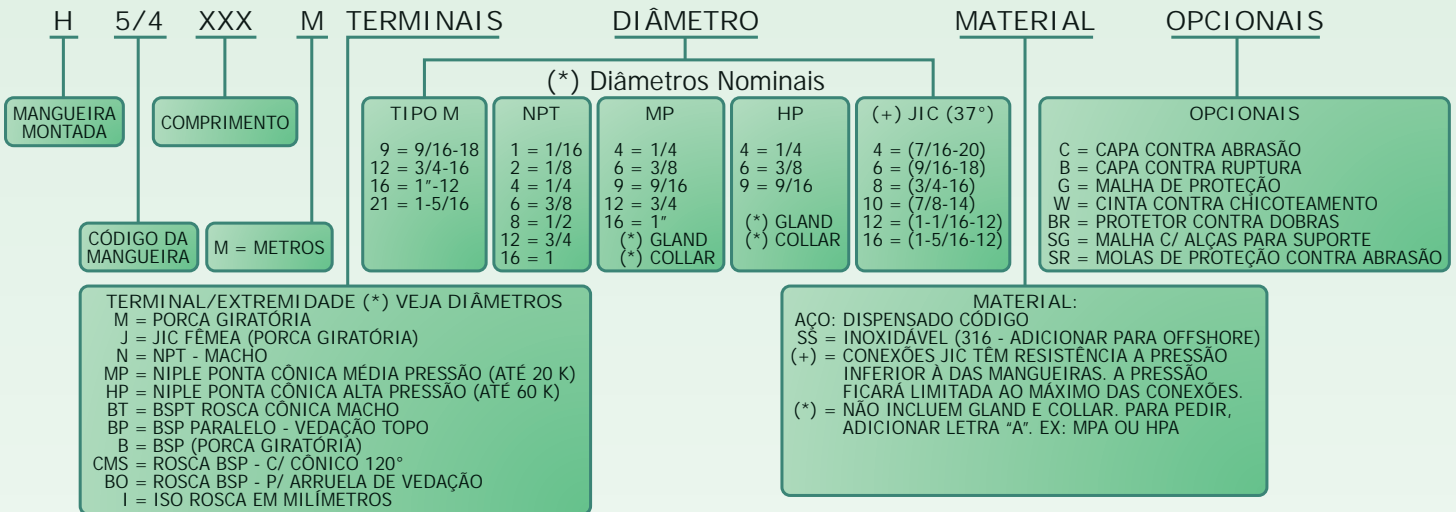 H 5/4 XXX M TERMINAIS DIÂMETRO MATERIAL OPCIONAIS
(*) Diâmetros Nominais
MANGUEIRA
MONTADA
COMPRIMENTO
CÓDIGO DA
MANGUEIRA
M = METROS
TIPO M
9 = 9/16-18
12 = 3/4-16
16 = 1"-12
21 = 1-5/16
NPT
1 = 1/16
2 = 1/8
4 = 1/4
6 = 3/8
8 = 1/2
12 = 3/4
16 = 1
MP
4 = 1/4
6 = 3/8
9 = 9/16
12 = 3/4
16 = 1"
(*) GLAND
(*) COLLAR
HP
4 = 1/4
6 = 3/8
9 = 9/16
(*) GLAND
(*) COLLAR
(+) JIC (37°)
4 = (7/16-20)
6 = (9/16-18)
8 = (3/4-16)
10 = (7/8-14)
12 = (1-1/16-12)
16 = (1-5/16-12)
OPCIONAIS
C = CAPA CONTRA ABRASÃO
B = CAPA CONTRA RUPTURA
G = MALHA DE PROTEÇÃO
W = CINTA CONTRA CHICOTEAMENTO
BR = PROTETOR CONTRA DOBRAS
SG = MALHA C/ ALÇAS PARA SUPORTE
SR = MOLAS DE PROTEÇÃO CONTRA ABRASÃO
TERMINAL/EXTREMIDADE (*) VEJA DIÂMETROS
M = PORCA GIRATÓRIA
J = JIC FÊMEA (PORCA GIRATÓRIA)
N = NPT - MACHO
MP = NIPLE PONTA CÔNICA MÉDIA PRESSÃO (ATÉ 20 K)
HP = NIPLE PONTA CÔNICA ALTA PRESSÃO (ATÉ 60 K)
BT = BSPT ROSCA CÔNICA MACHO
BP = BSP PARALELO - VEDAÇÃO TOPO
B = BSP (PORCA GIRATÓRIA)
CMS = ROSCA BSP - C/ CÔNICO 120°
BO = ROSCA BSP - P/ ARRUELA DE VEDAÇÃO
I = ISO ROSCA EM MILÍMETROS
MATERIAL:
AÇO: DISPENSADO CÓDIGO
SS = INOXIDÁVEL (316 - ADICIONAR PARA OFFSHORE)
(+) = CONEXÕES JIC TÊM RESISTÊNCIA A PRESSÃO
INFERIOR À DAS MANGUEIRAS. A PRESSÃO
FICARÁ LIMITADA AO MÁXIMO DAS CONEXÕES.
(*) = NÃO INCLUEM GLAND E COLLAR. PARA PEDIR,
ADICIONAR LETRA "A". EX: MPA OU HPA